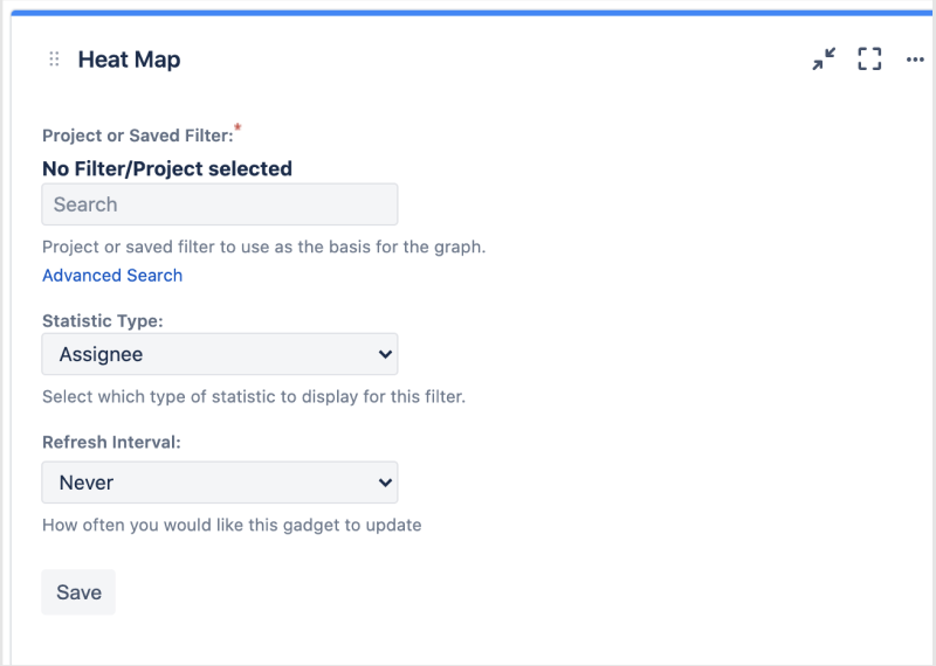 Heat Map
Project or Saved Filter:*
No Filter/Project selected
Search
Project or saved filter to use as the basis for the graph.
Advanced Search
Statistic Type:
Assignee
Select which type of statistic to display for this filter.
Refresh Interval:
Never
How often you would like this gadget to update
Save